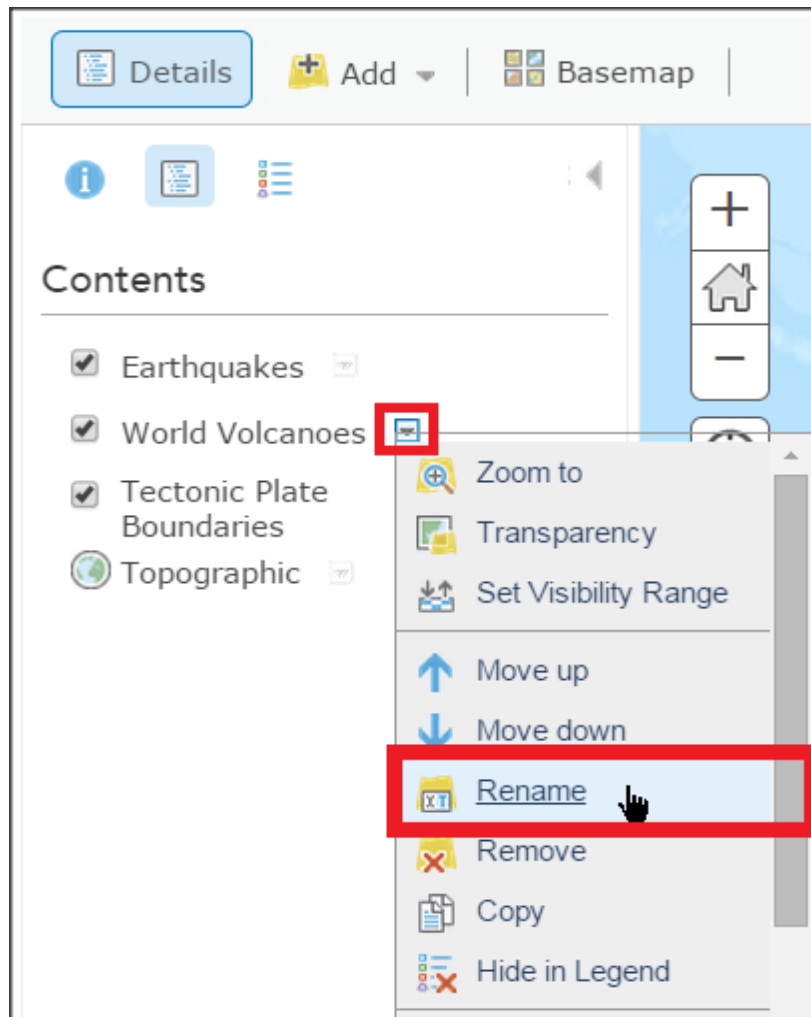 Details Add Basemap
Contents
Earthquakes
World Volcanoes
Tectonic Plate
Boundaries
Topographic
Zoom to
Transparency
Set Visibility Range
Move up
Move down
Rename
Remove
Copy
Hide in Legend